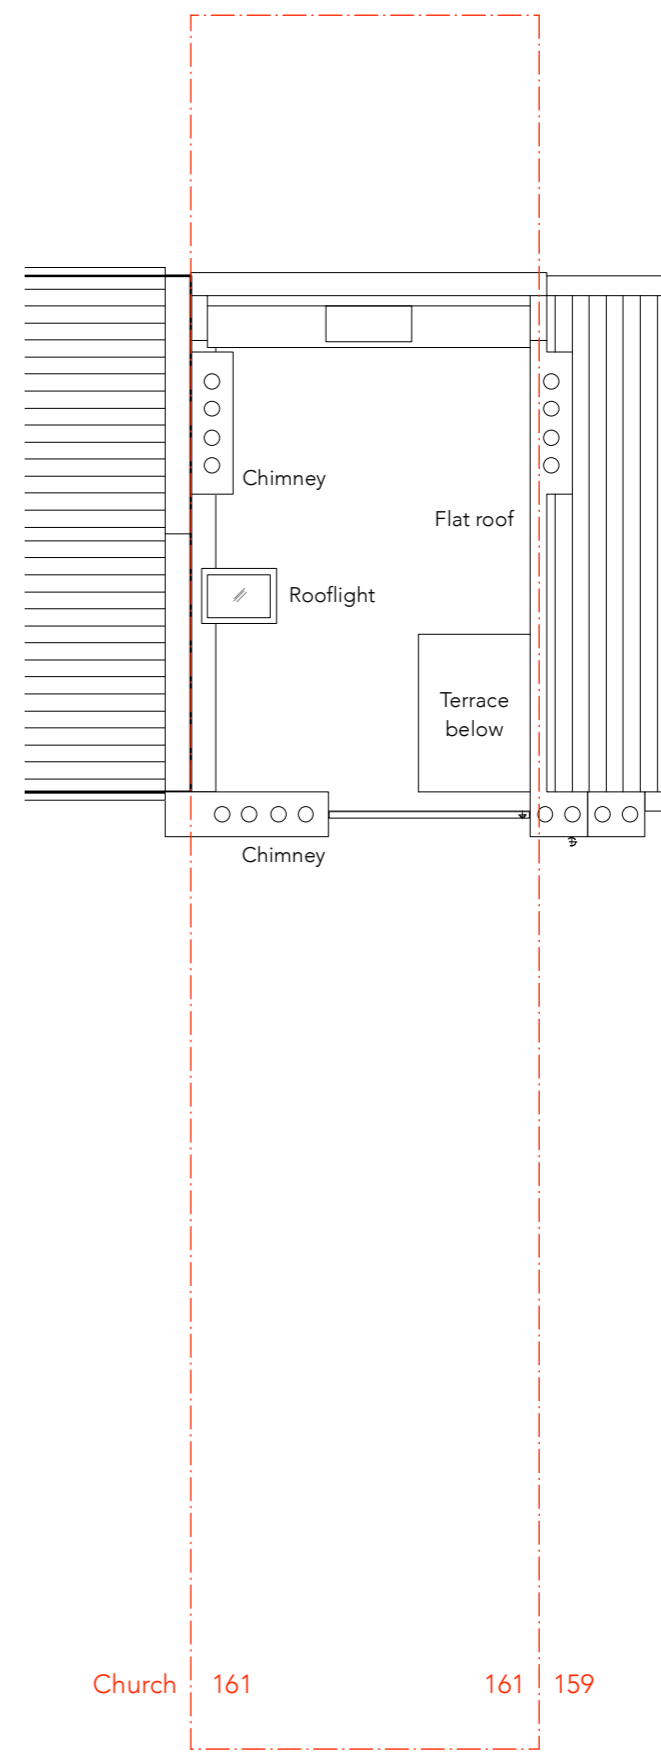 Chimney
Flat roof
Rooflight
Terrace
below
Chimney
Church 161 161 159